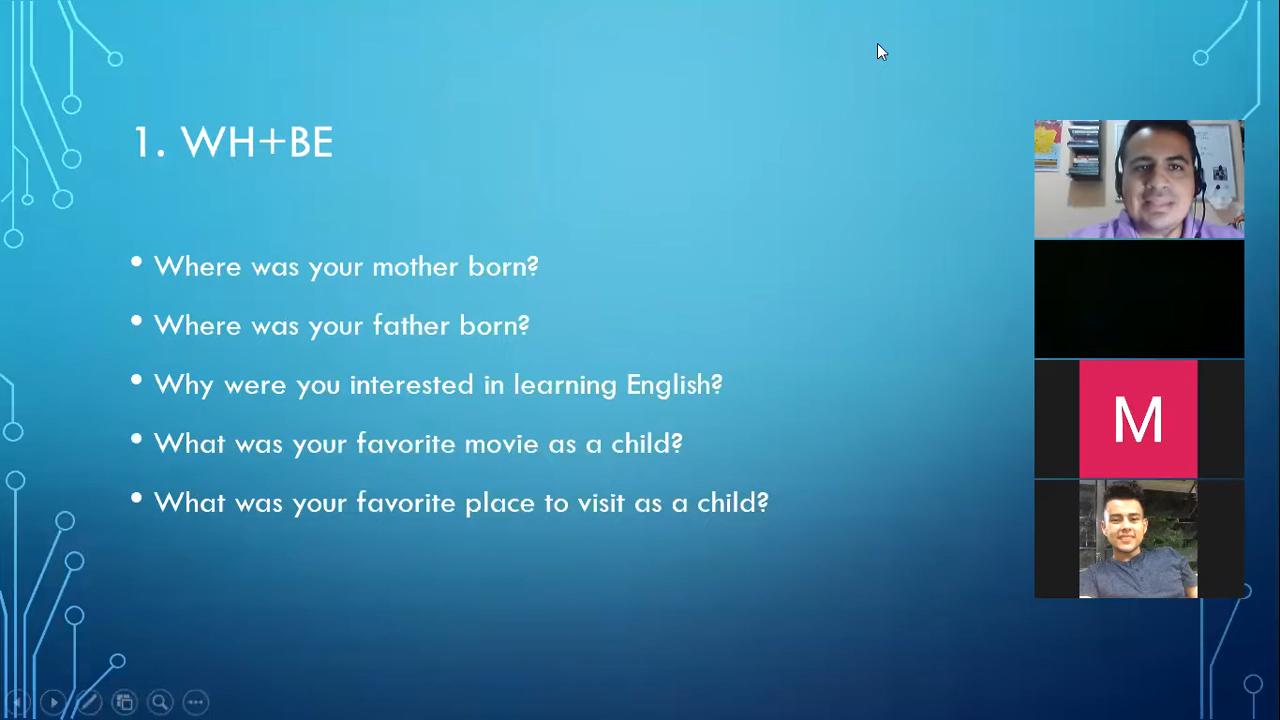 1. WH+BE
Where was your mother born?
Where was your father born?
Why were you interested in learning English?
What was your favorite movie as a child?
What was your favorite place to visit as a child?
M